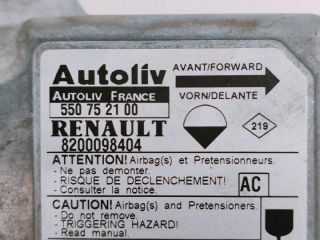 Autoliv
AVANT/FORWARD
AUTOLIV FRANCE
VORN/DELANTE
550 75 21 00
RENAULT
219
8200098404
ATTENTION! Airbag(s) et Pretensionneurs.
- Ne pas demonter.
- RISQUE DE DECLENCHEMENT!
- Consulter la notice.
AC
CAUTION! Airbag(s) and Pretensioners.
- Do not remove.
- TRIGGERING HAZARD!
- Read manual.